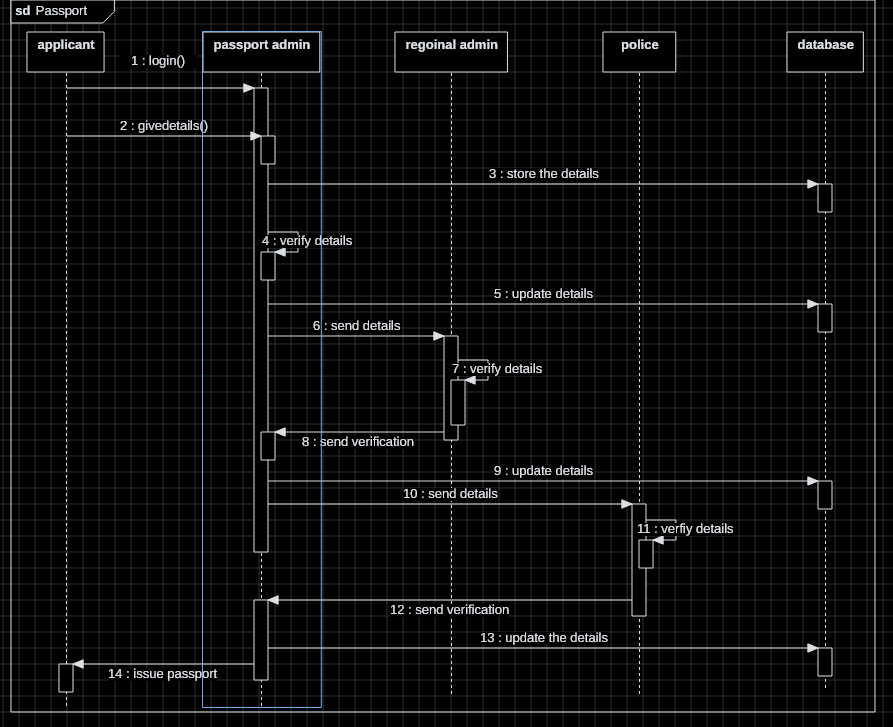 sd Passport
applicant
passport admin
regoinal admin
police
database
1 : login()
2 : givedetails()
3 : store the details
4 : verify details
5 : update details
6 : send details
7 : verify details
8 : send verification
9 : update details
10 : send details
11 : verfiy details
12 : send verification
13 : update the details
14 : issue passport